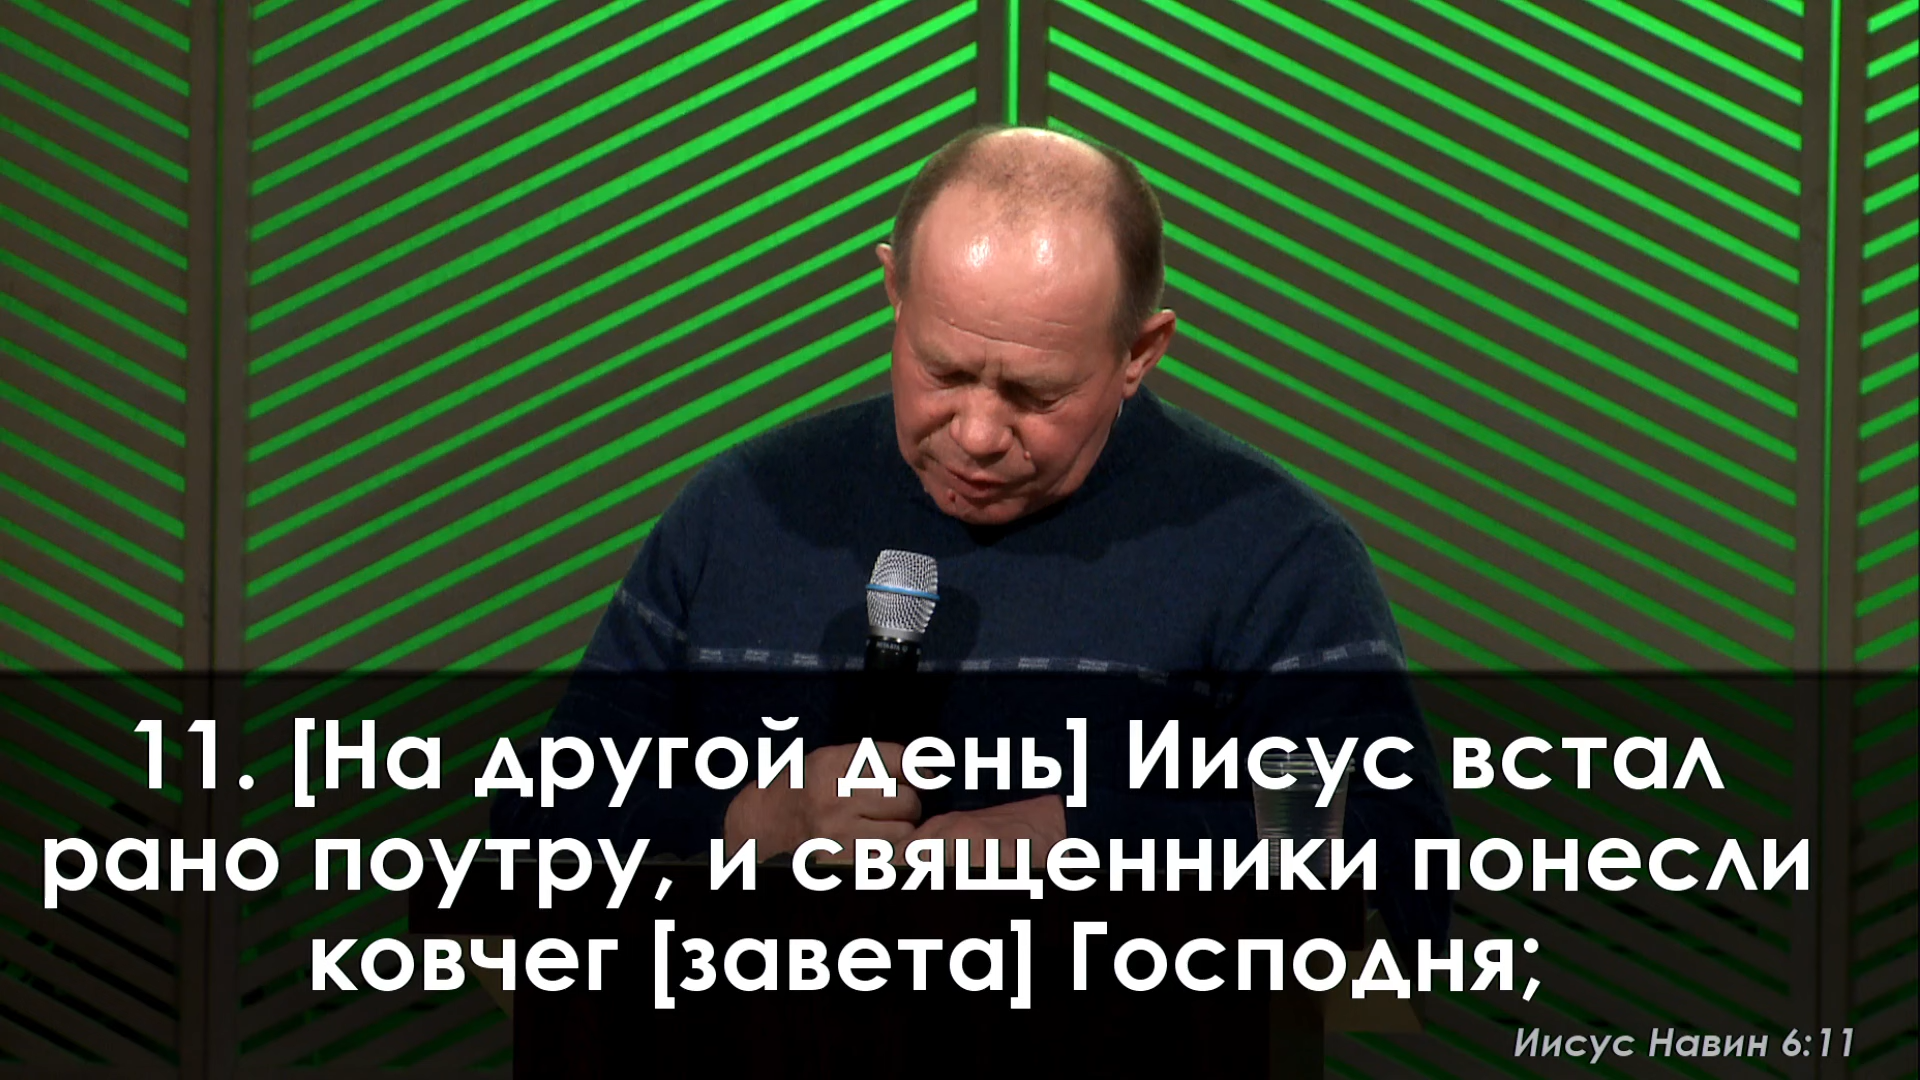 11. [На другой день] Иисус встал
рано поутру, и священники понесли
ковчег [завета] Господня;
Иисус Навин 6:11